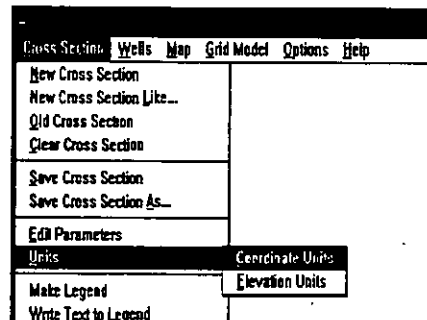 Cross Section Wells Map Grid Model Options Help
New Cross Section
New Cross Section Like...
Old Cross Section
Clear Cross Section
Save Cross Section
Save Cross Section As...
Edit Parameters
Units
Coordinate Units
Elevation Units
Make Legend
Write Text to Legend